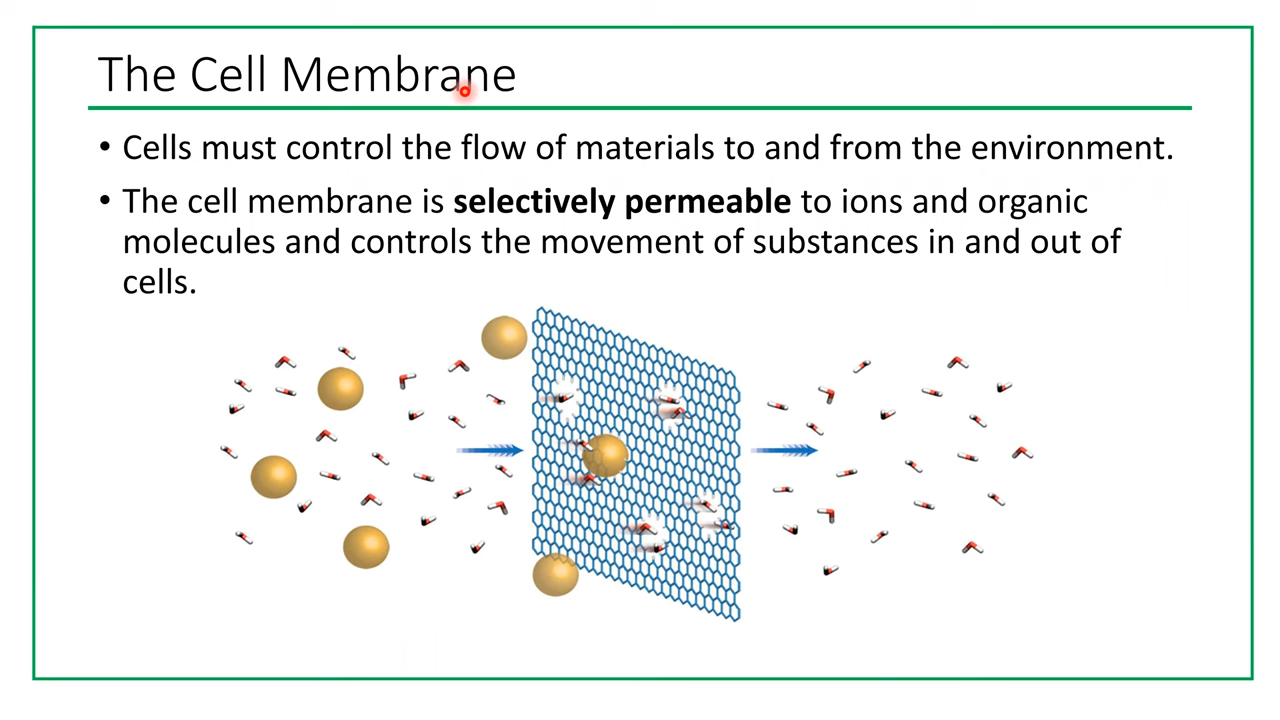 The Cell Membrane
• Cells must control the flow of materials to and from the environment.
• The cell membrane is selectively permeable to ions and organic
molecules and controls the movement of substances in and out of
cells.